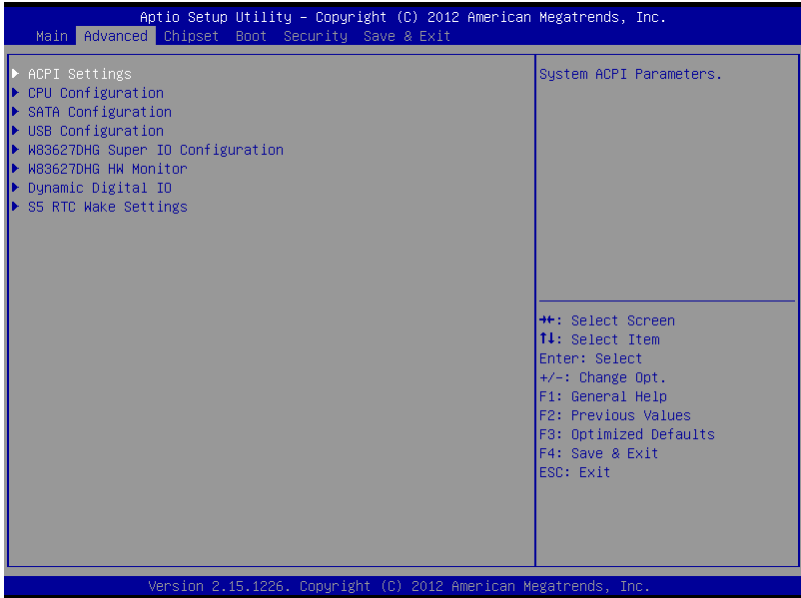 Aptio Setup Utility – Copyright (C) 2012 American Megatrends, Inc.
Main Advanced Chipset Boot Security Save & Exit
ACPI Settings
CPU Configuration
SATA Configuration
USB Configuration
W83627DHG Super IO Configuration
W83627DHG HW Monitor
Dynamic Digital IO
S5 RTC Wake Settings
System ACPI Parameters.
→←: Select Screen
↑↓: Select Item
Enter: Select
+/-: Change Opt.
F1: General Help
F2: Previous Values
F3: Optimized Defaults
F4: Save & Exit
ESC: Exit
Version 2.15.1226. Copyright (C) 2012 American Megatrends, Inc.